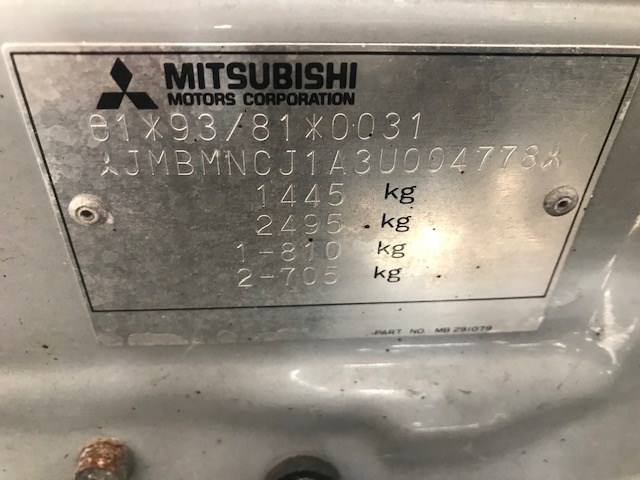 MITSUBISHI
MOTORS CORPORATION
e1*93/81*0031
*JMBMNCJ1A3U004778*
1445 kg
2495 kg
1-810 kg
2-705 kg
PART NO. MB 291079